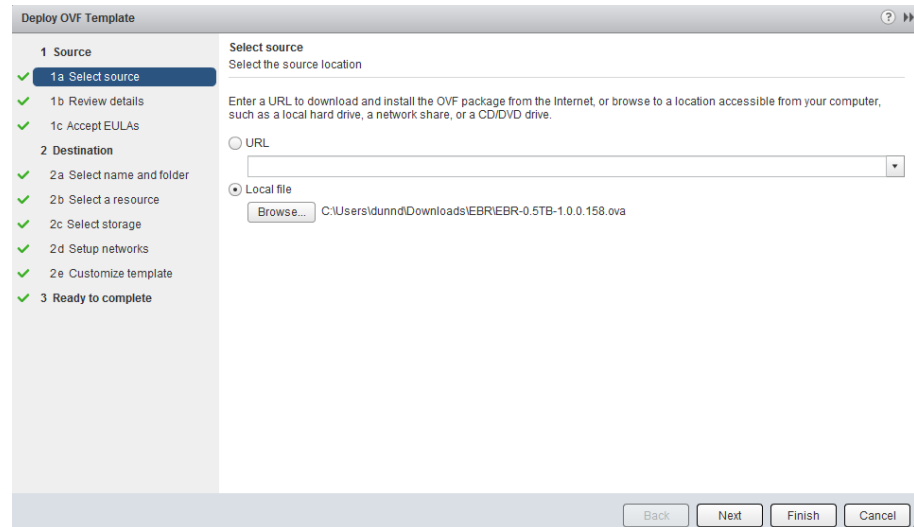 Deploy OVF Template
?
1 Source
1a Select source
1b Review details
1c Accept EULAs
2 Destination
2a Select name and folder
2b Select a resource
2c Select storage
2d Setup networks
2e Customize template
3 Ready to complete
Select source
Select the source location
Enter a URL to download and install the OVF package from the Internet, or browse to a location accessible from your computer,
such as a local hard drive, a network share, or a CD/DVD drive.
URL
Local file
Browse... C:\Users\dunnd\Downloads\EBR\EBR-0.5TB-1.0.0.158.ova
Back Next Finish Cancel